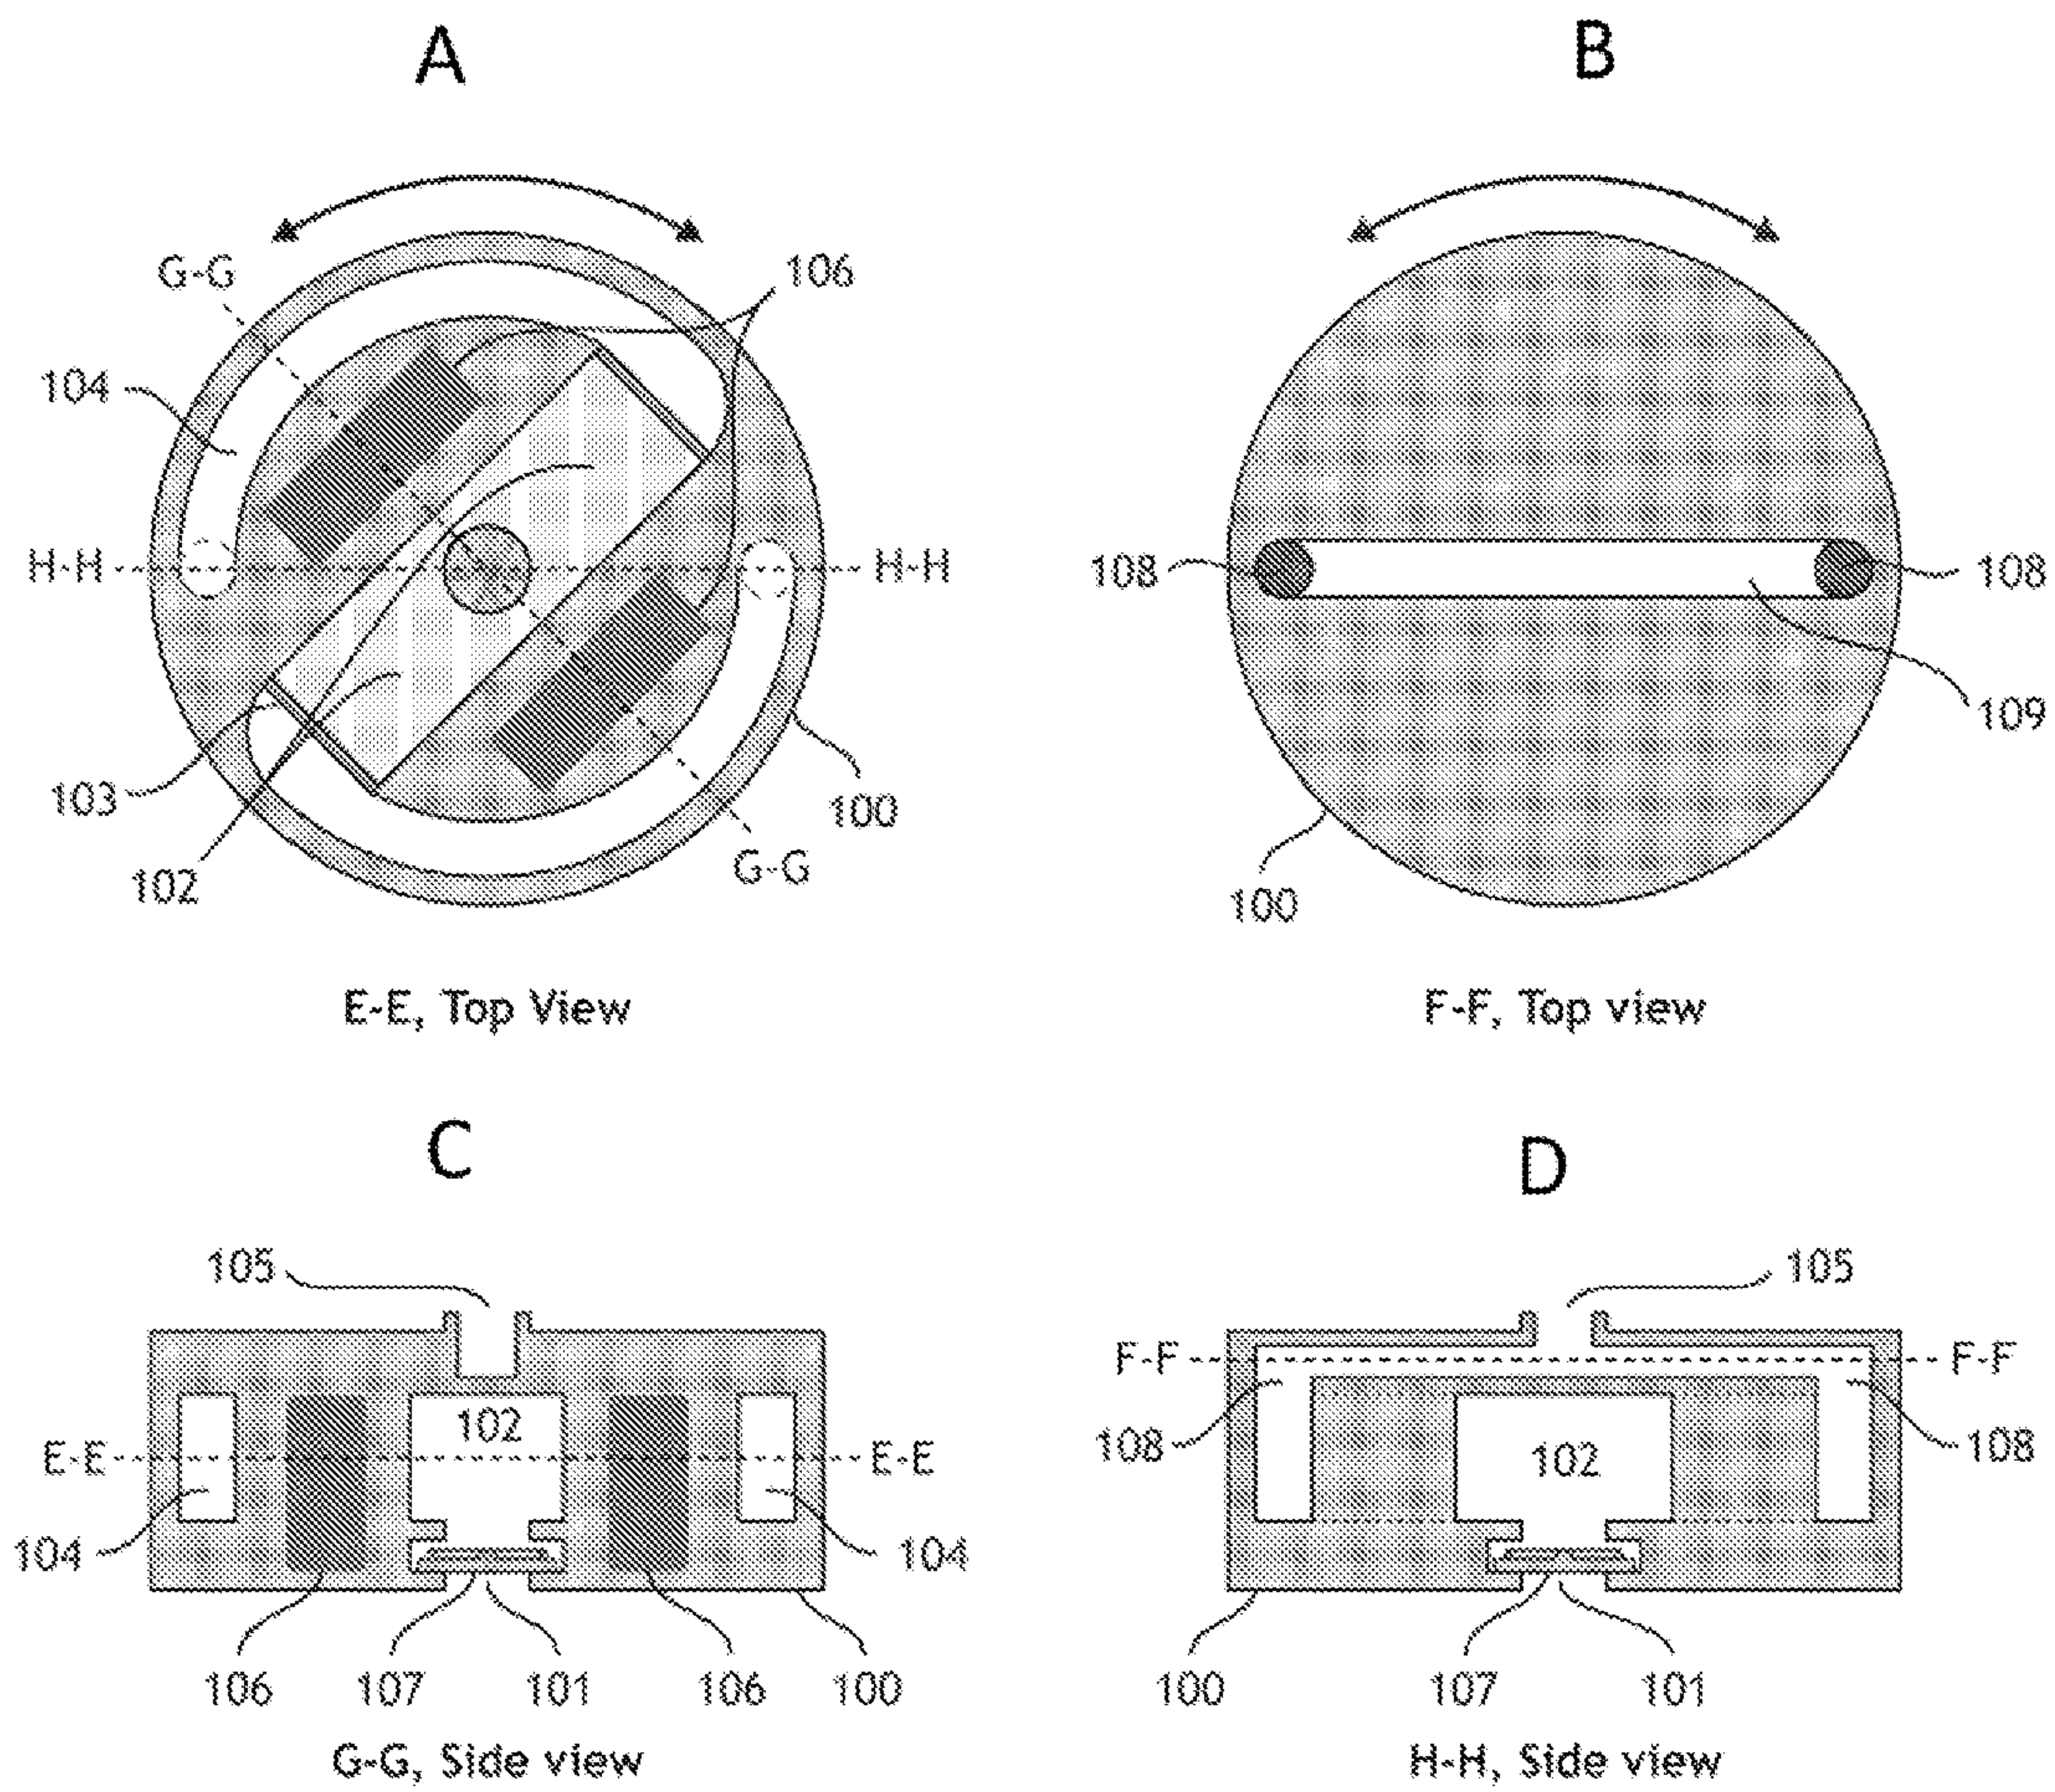 A
B
G-G
106
104
H-H
H-H
108
108
109
103
100
102
G-G
100
E-E, Top View
F-F, Top view
C
D
105
105
F-F
F-F
102
108
108
E-E
E-E
102
104
104
106
107
101
106
100
100
107
101
G-G, Side view
H-H, Side view